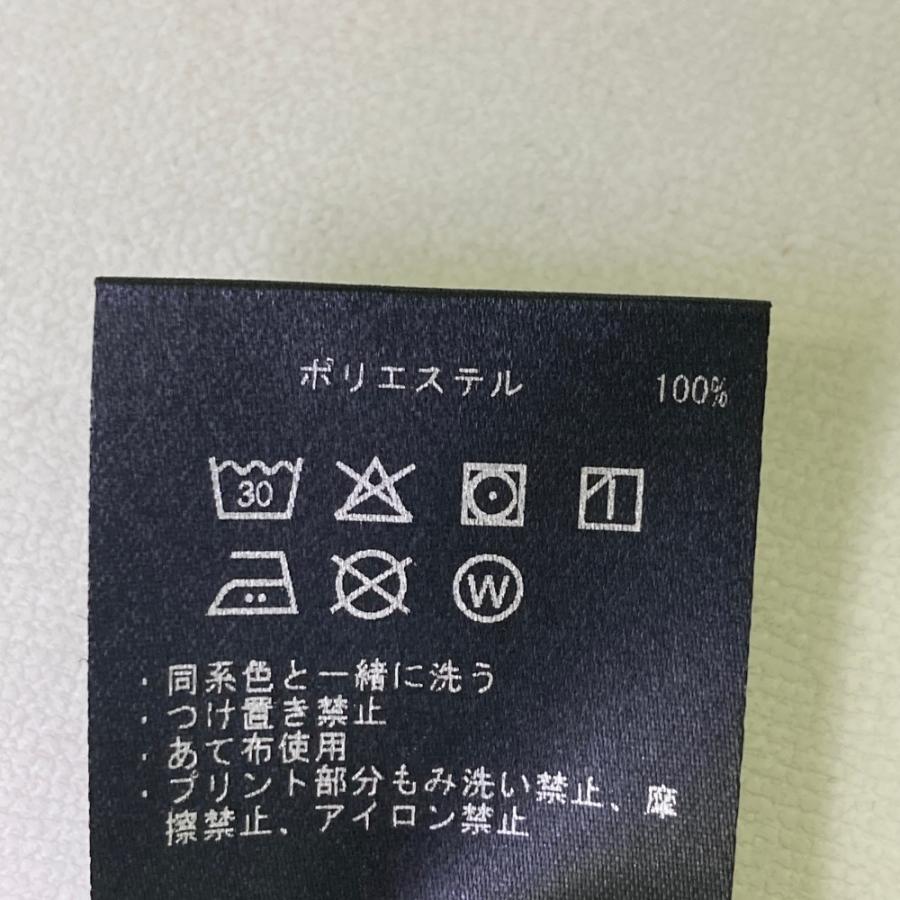 ポリエステル 100%
30
W
・同系色と一緒に洗う
・つけ置き禁止
・あて布使用
・プリント部分もみ洗い禁止、摩
擦禁止、アイロン禁止